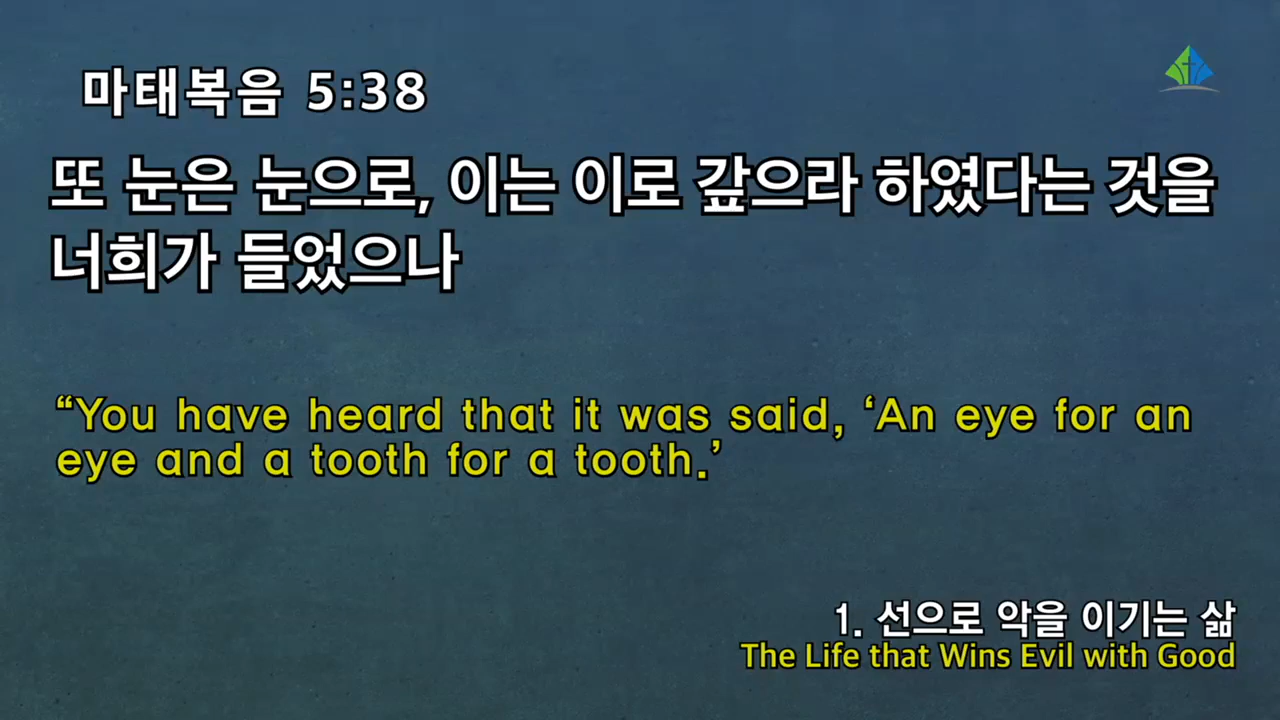 마태복음 5:38
또 눈은 눈으로, 이는 이로 갚으라 하였다는 것을
너희가 들었으나
“You have heard that it was said, ‘An eye for an
eye and a tooth for a tooth.’
1. 선으로 악을 이기는 삶
The Life that Wins Evil with Good